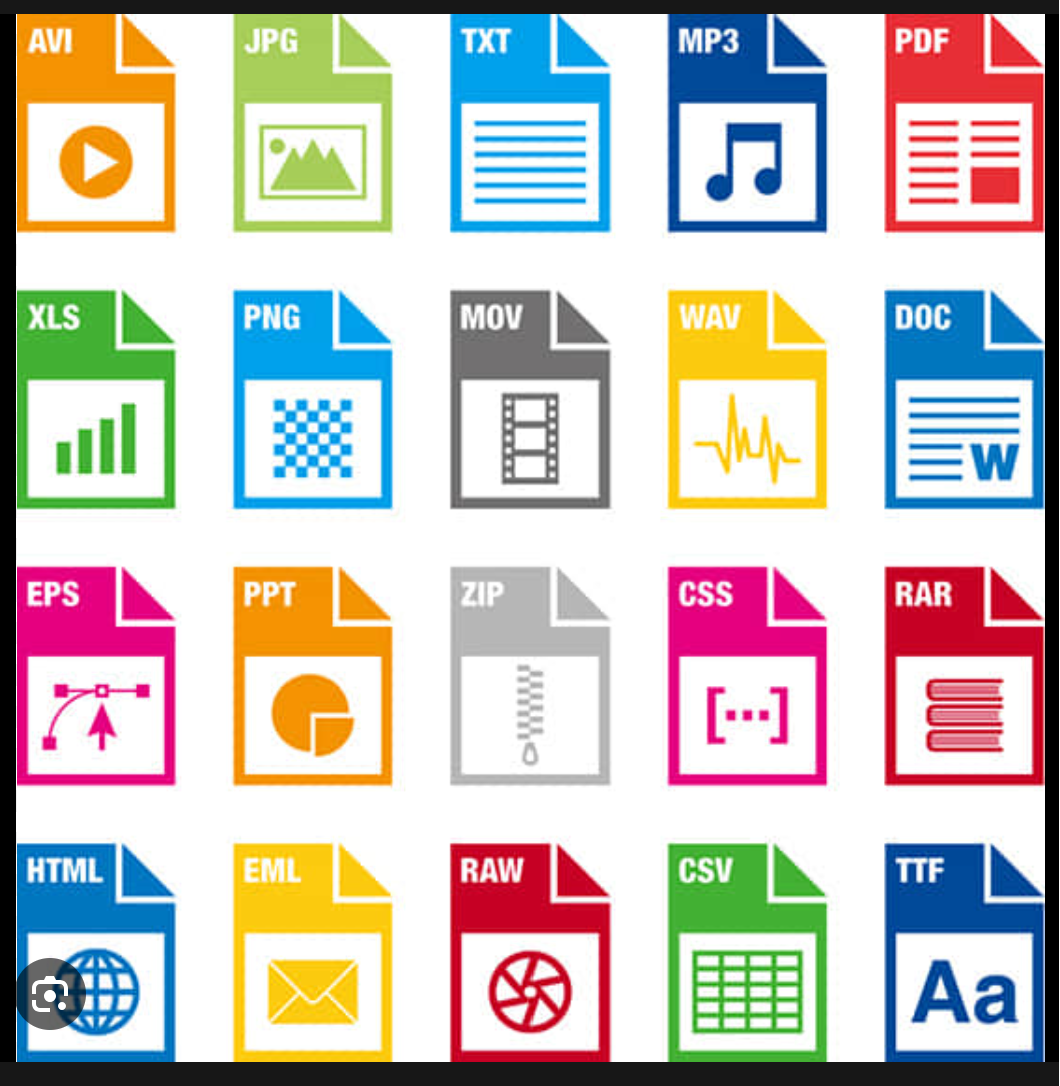 AVI JPG TXT MP3 PDF
XLS PNG MOV WAV DOC
W
EPS PPT ZIP CSS RAR
[...]
HTML EML RAW CSV TTF
Aa